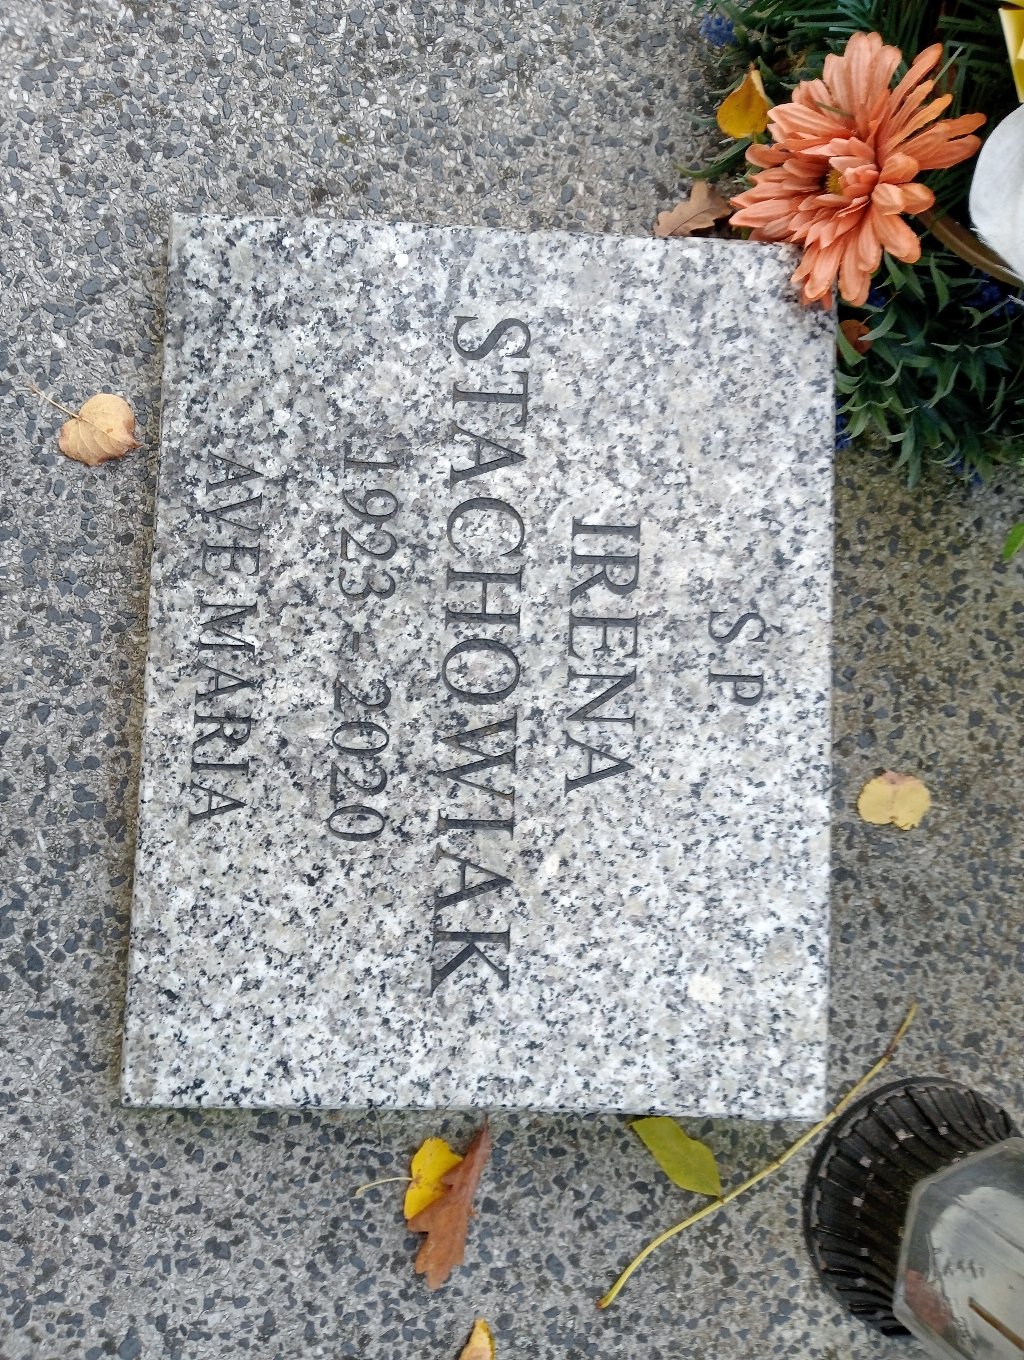 Ś P
IRENA
STACHOWIAK
1923 - 2020
AVE MARIA